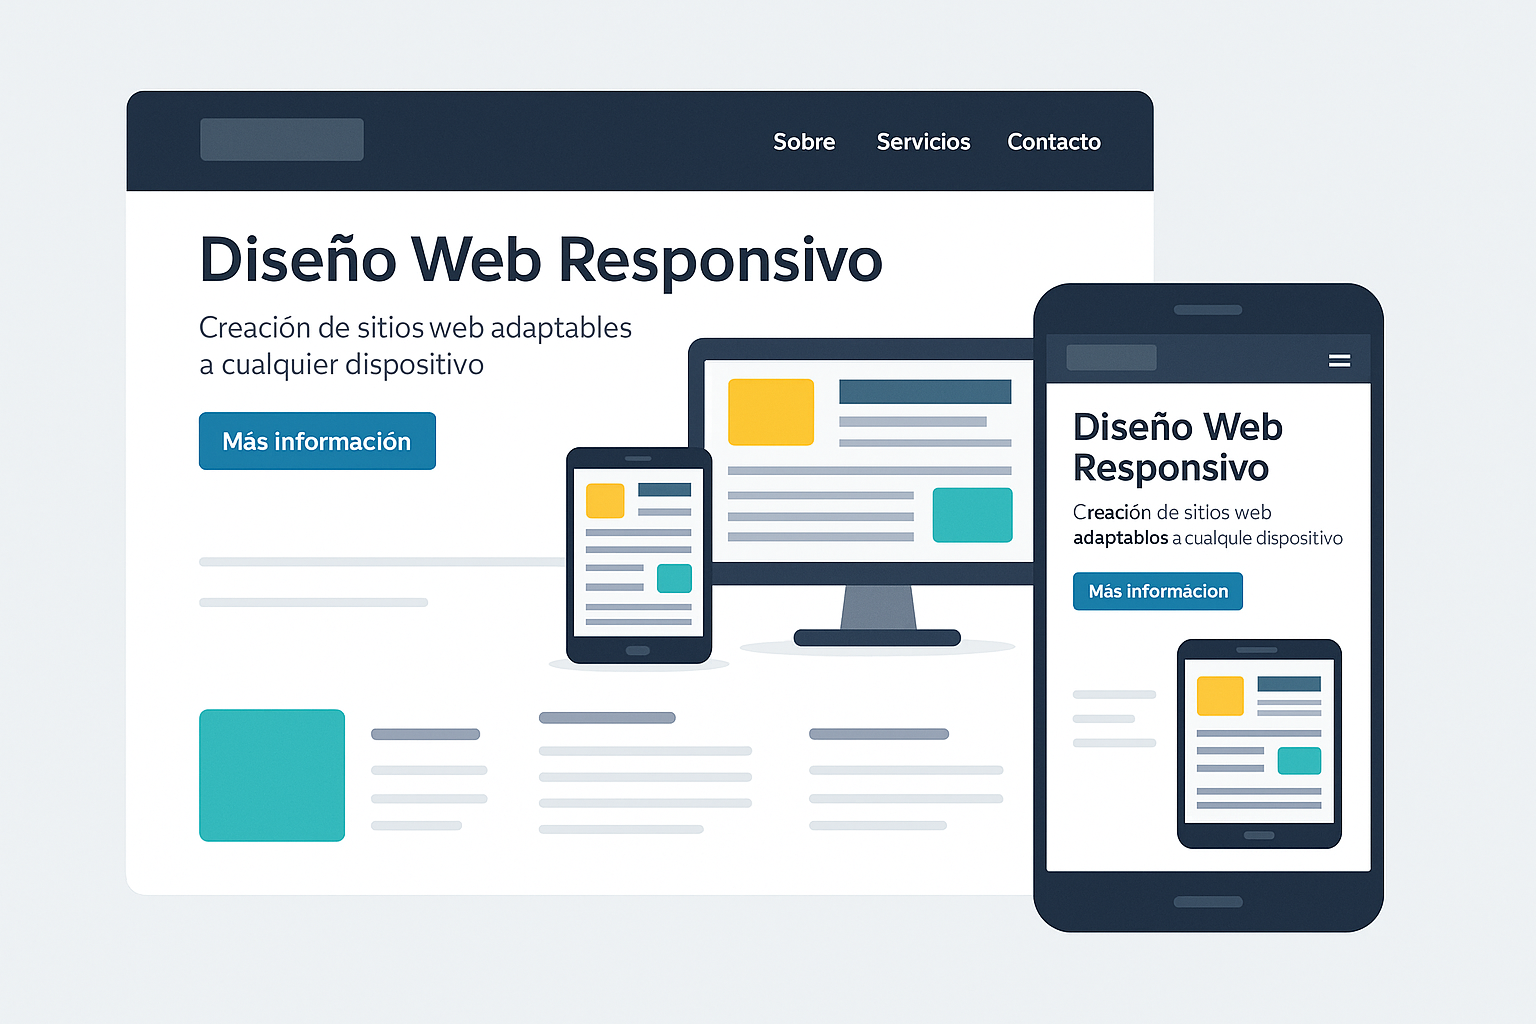 Sobre Servicios Contacto
Diseño Web Responsivo
Creación de sitios web adaptables
a cualquier dispositivo
Más información
Diseño Web
Responsivo
Creación de sitios web
adaptablos a cualqule dispositivo
Más informácion